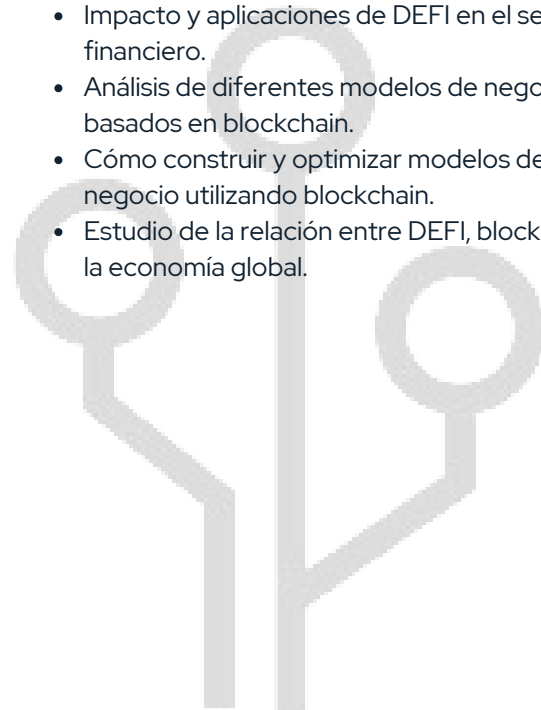 • Impacto y aplicaciones de DEFI en el se
financiero.
• Análisis de diferentes modelos de nego
basados en blockchain.
• Cómo construir y optimizar modelos de
negocio utilizando blockchain.
• Estudio de la relación entre DEFI, block
la economía global.